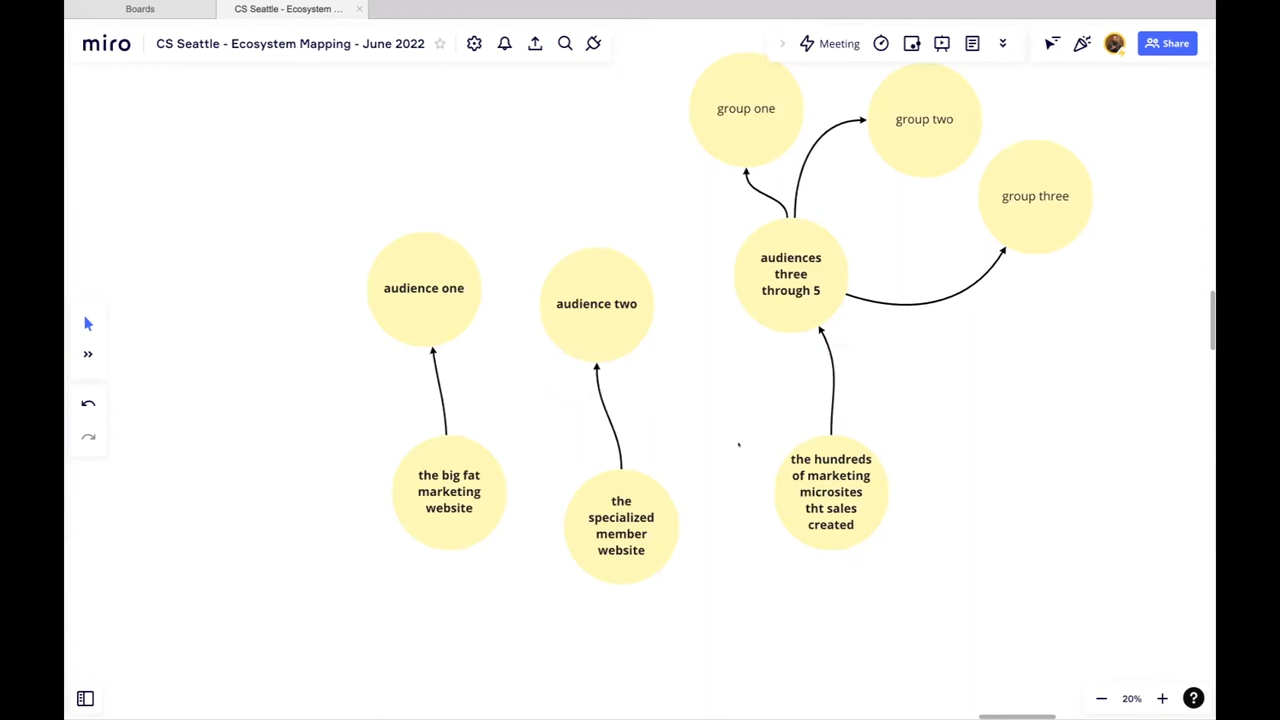 Boards
CS Seattle - Ecosystem ...
miro
CS Seattle - Ecosystem Mapping - June 2022
Meeting
Share
group one
group two
group three
audiences
three
through 5
audience one
audience two
the big fat
marketing
website
the
specialized
member
website
the hundreds
of marketing
microsites
tht sales
created
20%
?